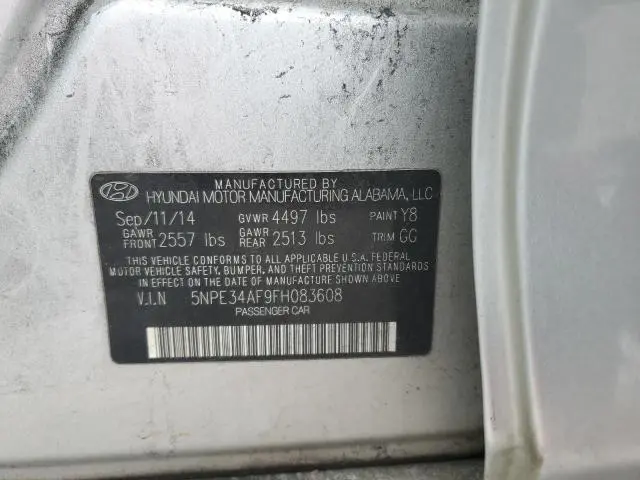 MANUFACTURED BY
HYUNDAI MOTOR MANUFACTURING ALABAMA, LLC
Sep/11/14 GVWR 4497 lbs PAINT Y8
GAWR FRONT 2557 lbs GAWR REAR 2513 lbs TRIM GG
THIS VEHICLE CONFORMS TO ALL APPLICABLE U.S.A. FEDERAL
MOTOR VEHICLE SAFETY, BUMPER, AND THEFT PREVENTION STANDARDS
IN EFFECT ON THE DATE OF MANUFACTURE SHOWN ABOVE
V.I.N 5NPE34AF9FH083608
PASSENGER CAR